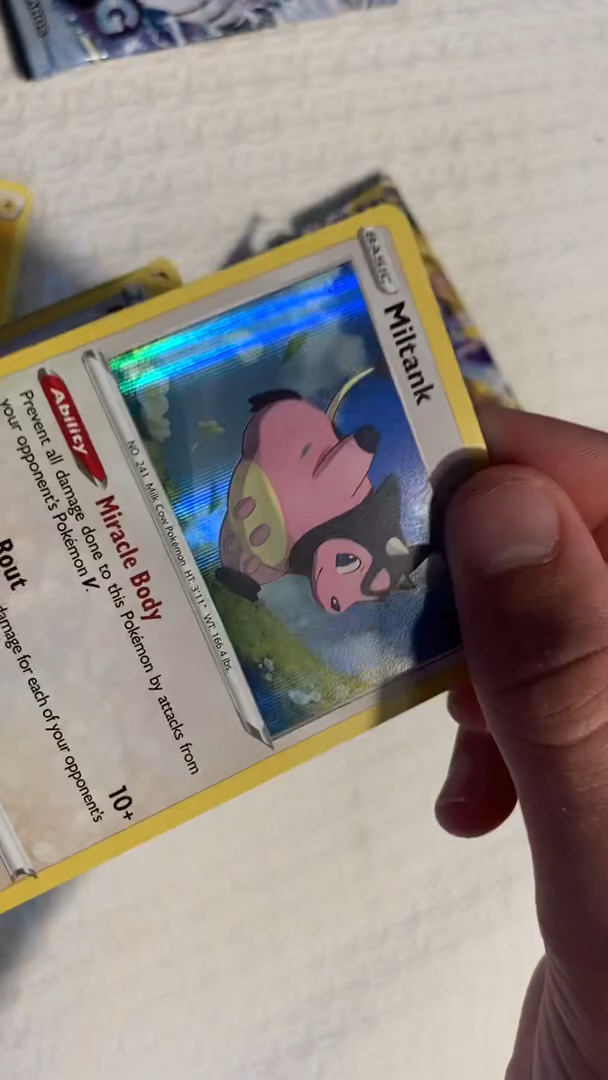 BASIC
Miltank
NO. 241 Milk Cow Pokémon HT: 3'11" WT: 166.4 lbs.
Ability Miracle Body
Prevent all damage done to this Pokémon by attacks from
your opponent's Pokémon V.
Rout 10+
damage for each of your opponent's